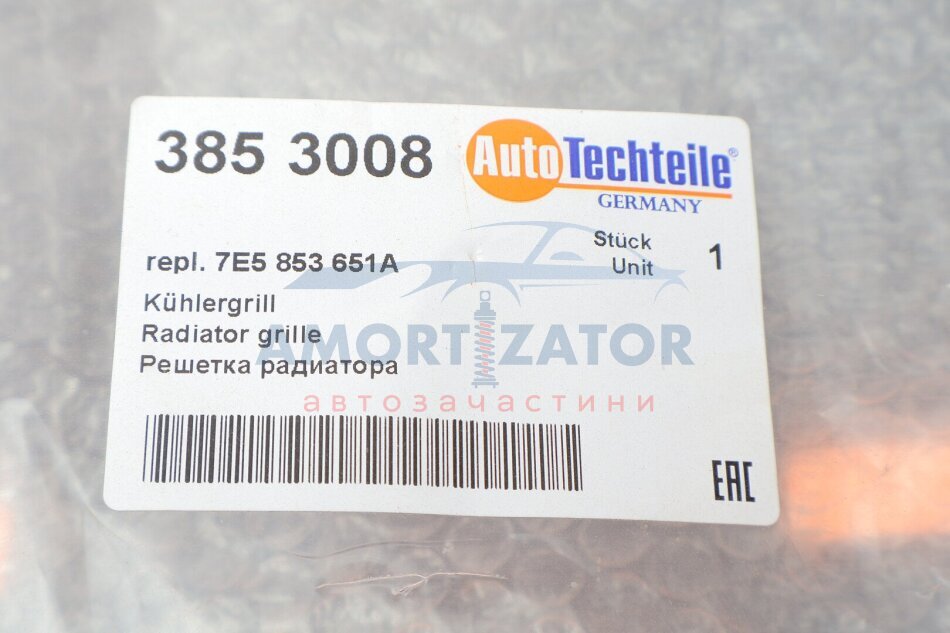 385 3008
AutoTechteile®
GERMANY
Stück 1
Unit
repl. 7E5 853 651A
Kühlergrill
Radiator grille
Решетка радиатора
AMORTIZATOR
автозачастини
EAC